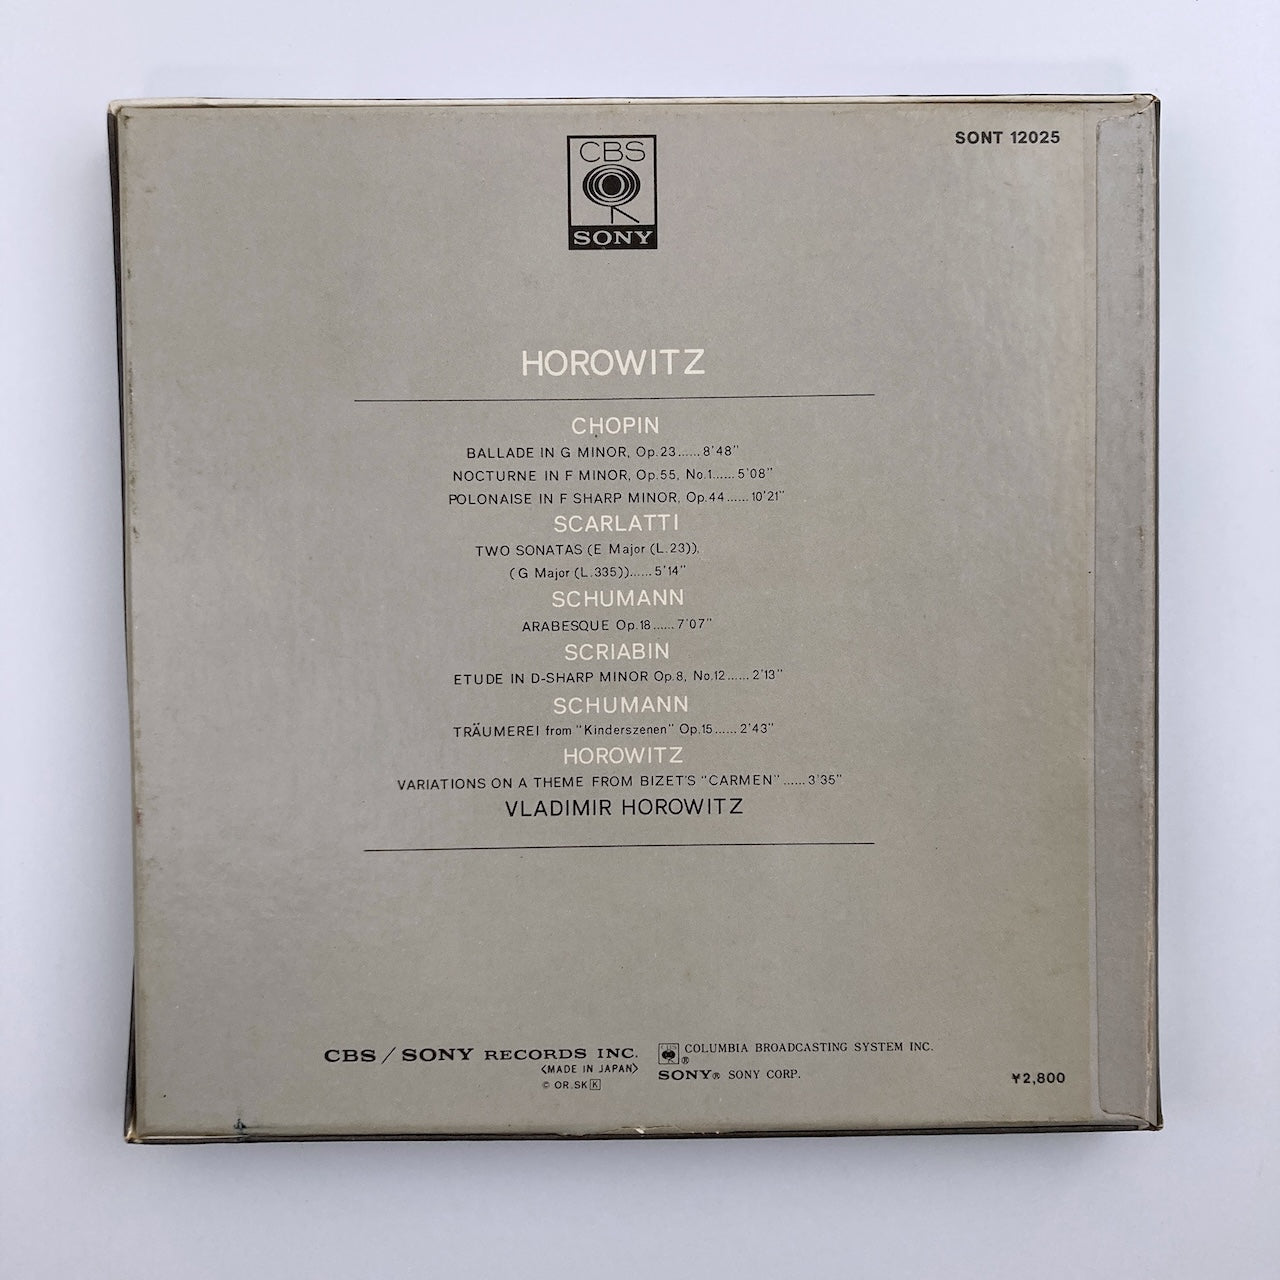 SONT 12025
CBS
SONY
HOROWITZ
CHOPIN
BALLADE IN G MINOR, Op.23......8'48"
NOCTURNE IN F MINOR, Op.55, No.1......5'08"
POLONAISE IN F SHARP MINOR, Op.44......10'21"
SCARLATTI
TWO SONATAS (E Major (L.23)),
(G Major (L.335))......5'14"
SCHUMANN
ARABESQUE Op.18......7'07"
SCRIABIN
ETUDE IN D-SHARP MINOR Op.8, No.12......2'13"
SCHUMANN
TRÄUMEREI from "Kinderszenen" Op.15......2'43"
HOROWITZ
VARIATIONS ON A THEME FROM BIZET'S "CARMEN"......3'35"
VLADIMIR HOROWITZ
CBS / SONY RECORDS INC.
<MADE IN JAPAN>
© OR.SK K
CBS ® COLUMBIA BROADCASTING SYSTEM INC.
SONY® SONY CORP.
¥2,800